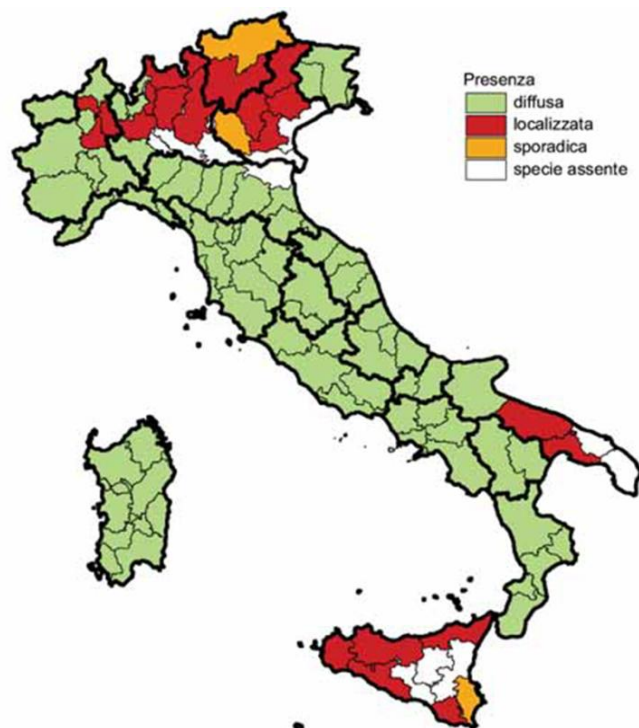 Presenza
diffusa
localizzata
sporadica
specie assente